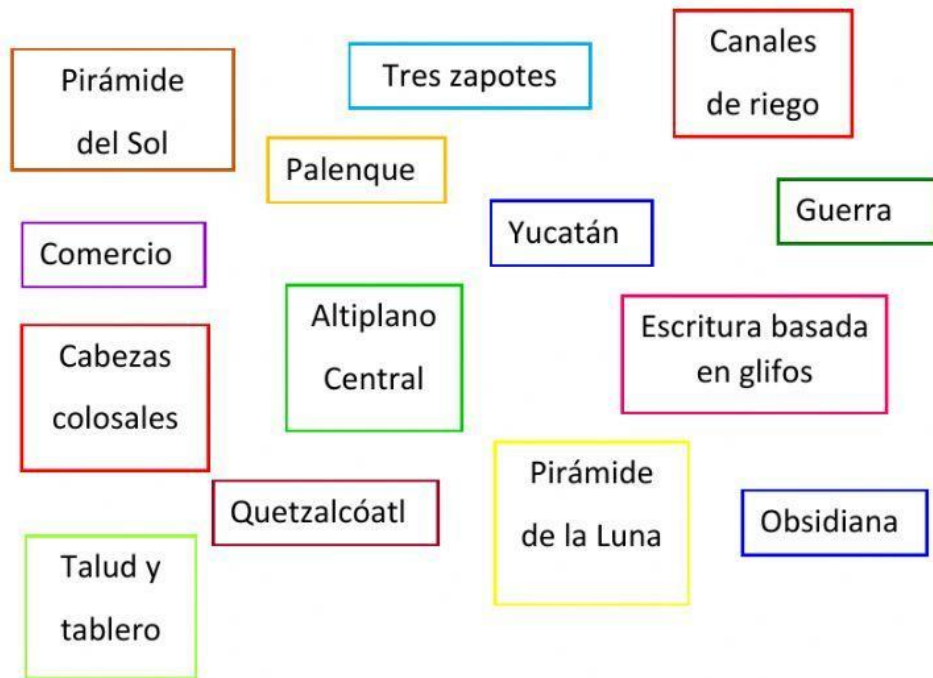 Pirámide
del Sol
Tres zapotes
Canales
de riego
Palenque
Yucatán
Guerra
Comercio
Altiplano
Central
Escritura basada
en glifos
Cabezas
colosales
Quetzalcóatl
Pirámide
de la Luna
Obsidiana
Talud y
tablero